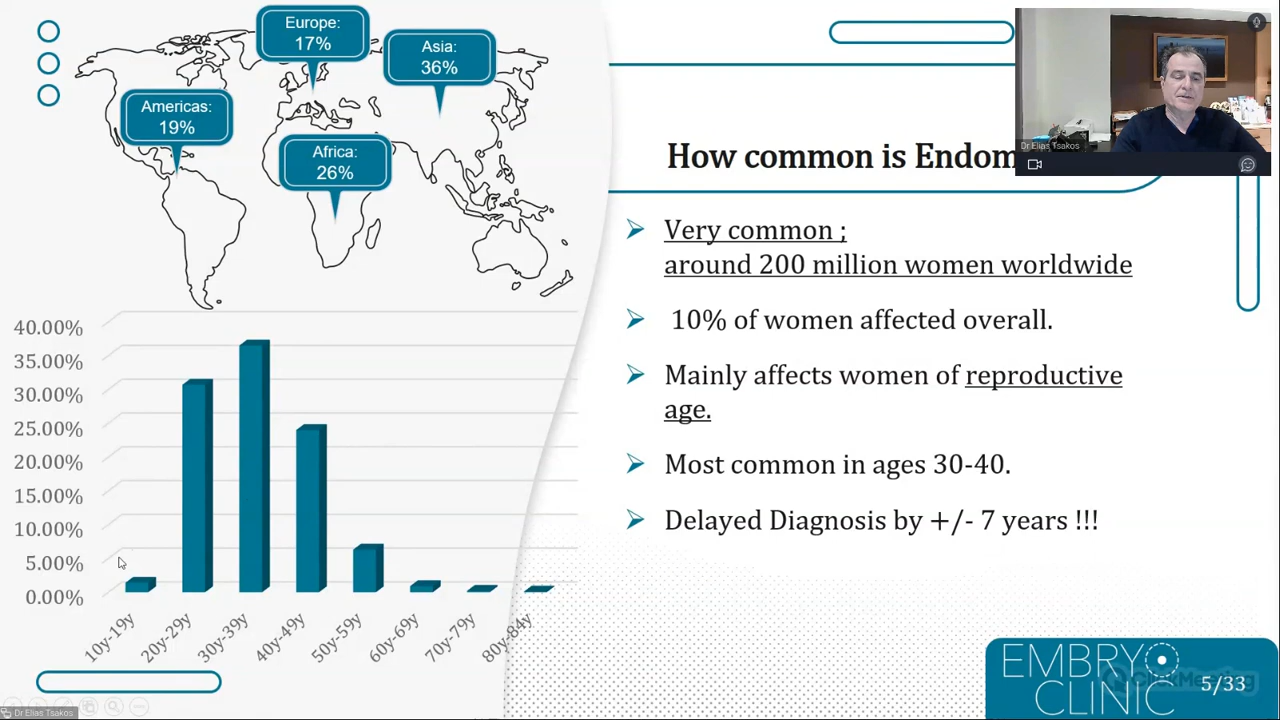 Europe:
17%
Asia:
36%
Americas:
19%
Africa:
26%
40.00%
35.00%
30.00%
25.00%
20.00%
15.00%
10.00%
5.00%
0.00%
10y-19y
20y-29y
30y-39y
40y-49y
50y-59y
60y-69y
70y-79y
80y-84y
Dr Elias Tsakos
How common is Endom
Dr Elias Tsakos
➤ Very common ;
around 200 million women worldwide
➤ 10% of women affected overall.
➤ Mainly affects women of reproductive
age.
➤ Most common in ages 30-40.
➤ Delayed Diagnosis by +/- 7 years !!!
EMBRYO
CLINIC
ClickMeeting
5/33